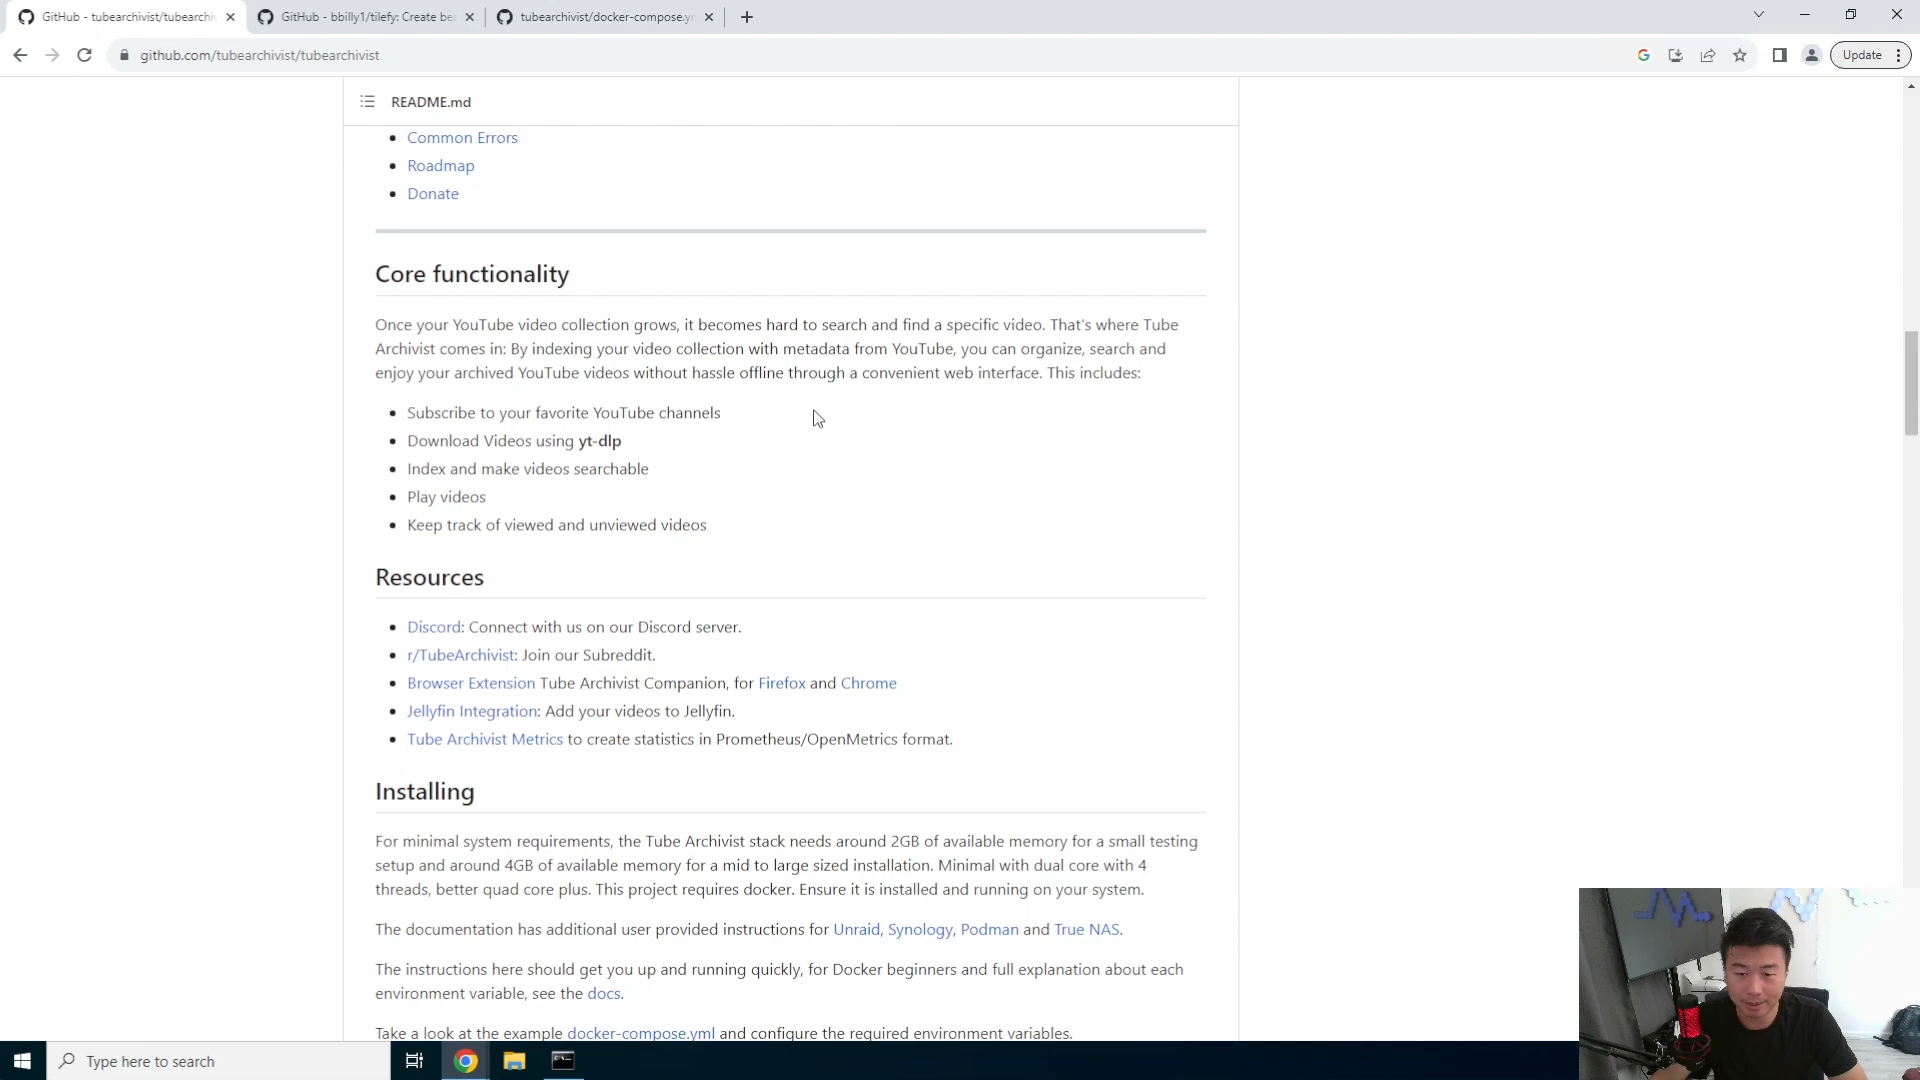 GitHub - tubearchivist/tubearchi
GitHub - bbilly1/tilefy: Create be
tubearchivist/docker-compose.y
github.com/tubearchivist/tubearchivist
Update
README.md
Common Errors
Roadmap
Donate
Core functionality
Once your YouTube video collection grows, it becomes hard to search and find a specific video. That's where Tube
Archivist comes in: By indexing your video collection with metadata from YouTube, you can organize, search and
enjoy your archived YouTube videos without hassle offline through a convenient web interface. This includes:
Subscribe to your favorite YouTube channels
Download Videos using yt-dlp
Index and make videos searchable
Play videos
Keep track of viewed and unviewed videos
Resources
Discord: Connect with us on our Discord server.
r/TubeArchivist: Join our Subreddit.
Browser Extension Tube Archivist Companion, for Firefox and Chrome
Jellyfin Integration: Add your videos to Jellyfin.
Tube Archivist Metrics to create statistics in Prometheus/OpenMetrics format.
Installing
For minimal system requirements, the Tube Archivist stack needs around 2GB of available memory for a small testing
setup and around 4GB of available memory for a mid to large sized installation. Minimal with dual core with 4
threads, better quad core plus. This project requires docker. Ensure it is installed and running on your system.
The documentation has additional user provided instructions for Unraid, Synology, Podman and True NAS.
The instructions here should get you up and running quickly, for Docker beginners and full explanation about each
environment variable, see the docs.
Take a look at the example docker-compose.yml and configure the required environment variables.
Type here to search